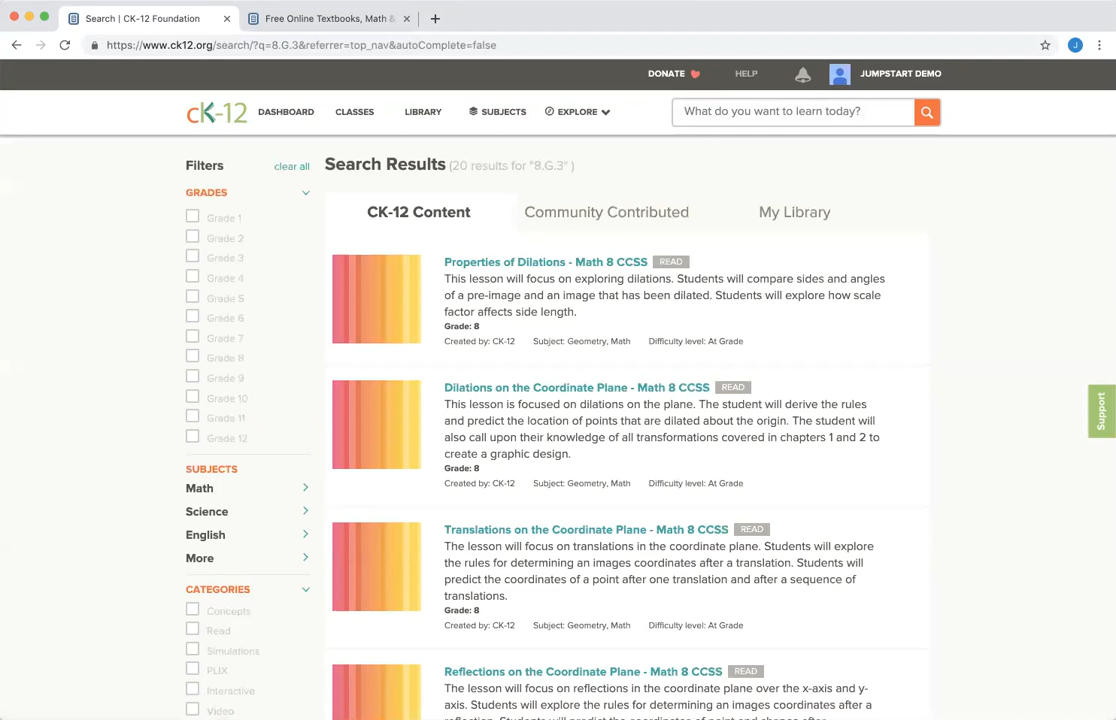 Search | CK-12 Foundation
Free Online Textbooks, Math &
https://www.ck12.org/search/?q=8.G.3&referrer=top_nav&autoComplete=false
J
DONATE
HELP
JUMPSTART DEMO
cK-12
DASHBOARD
CLASSES
LIBRARY
SUBJECTS
EXPLORE
What do you want to learn today?
Filters
clear all
GRADES
Grade 1
Grade 2
Grade 3
Grade 4
Grade 5
Grade 6
Grade 7
Grade 8
Grade 9
Grade 10
Grade 11
Grade 12
SUBJECTS
Math
Science
English
More
CATEGORIES
Concepts
Read
Simulations
PLIX
Interactive
Video
Search Results (20 results for "8.G.3" )
CK-12 Content
Community Contributed
My Library
Properties of Dilations - Math 8 CCSS READ
This lesson will focus on exploring dilations. Students will compare sides and angles
of a pre-image and an image that has been dilated. Students will explore how scale
factor affects side length.
Grade: 8
Created by: CK-12 Subject: Geometry, Math Difficulty level: At Grade
Dilations on the Coordinate Plane - Math 8 CCSS READ
This lesson is focused on dilations on the plane. The student will derive the rules
and predict the location of points that are dilated about the origin. The student will
also call upon their knowledge of all transformations covered in chapters 1 and 2 to
create a graphic design.
Grade: 8
Created by: CK-12 Subject: Geometry, Math Difficulty level: At Grade
Translations on the Coordinate Plane - Math 8 CCSS READ
The lesson will focus on translations in the coordinate plane. Students will explore
the rules for determining an images coordinates after a translation. Students will
predict the coordinates of a point after one translation and after a sequence of
translations.
Grade: 8
Created by: CK-12 Subject: Geometry, Math Difficulty level: At Grade
Reflections on the Coordinate Plane - Math 8 CCSS READ
The lesson will focus on reflections in the coordinate plane over the x-axis and y-
axis. Students will explore the rules for determining an images coordinates after a
reflection. Students will predict the coordinates of point and change after
Support